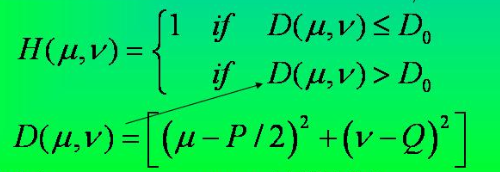 H(μ,ν) = { 1 if D(μ,ν) ≤ D₀
if D(μ,ν) > D₀
D(μ,ν) = [(μ − P / 2)² + (ν − Q)²]